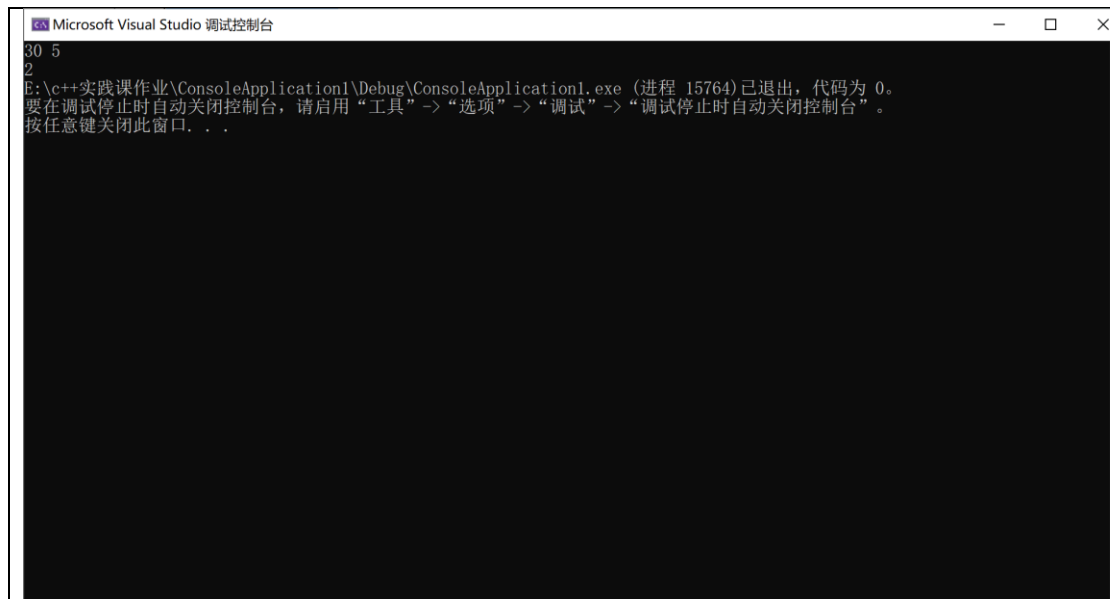 Microsoft Visual Studio 调试控制台
30 5
2
E:\c++实践课作业\ConsoleApplication1\Debug\ConsoleApplication1.exe (进程 15764)已退出，代码为 0。
要在调试停止时自动关闭控制台，请启用“工具”->“选项”->“调试”->“调试停止时自动关闭控制台”。
按任意键关闭此窗口. . .